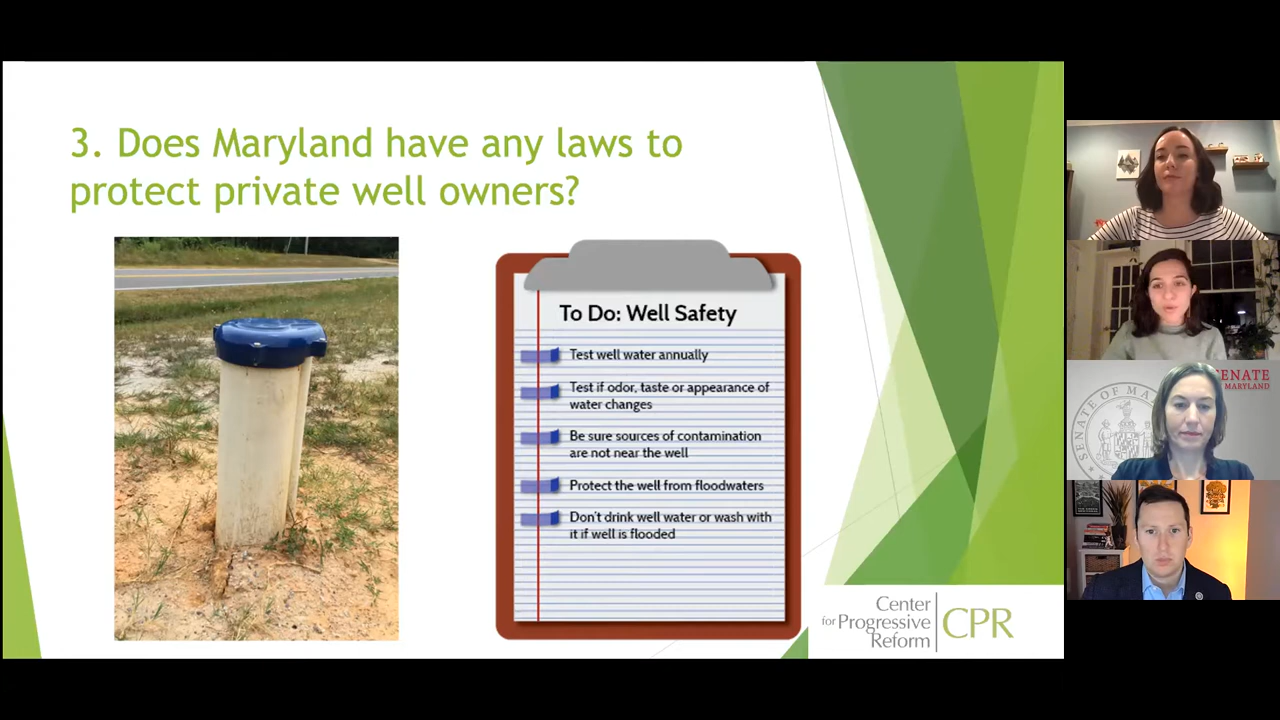 3. Does Maryland have any laws to
protect private well owners?
To Do: Well Safety
Test well water annually
Test if odor, taste or appearance of
water changes
Be sure sources of contamination
are not near the well
Protect the well from floodwaters
Don't drink well water or wash with
it if well is flooded
Center
for Progressive
Reform
CPR
ENATE
MARYLAND
SENATE OF MA